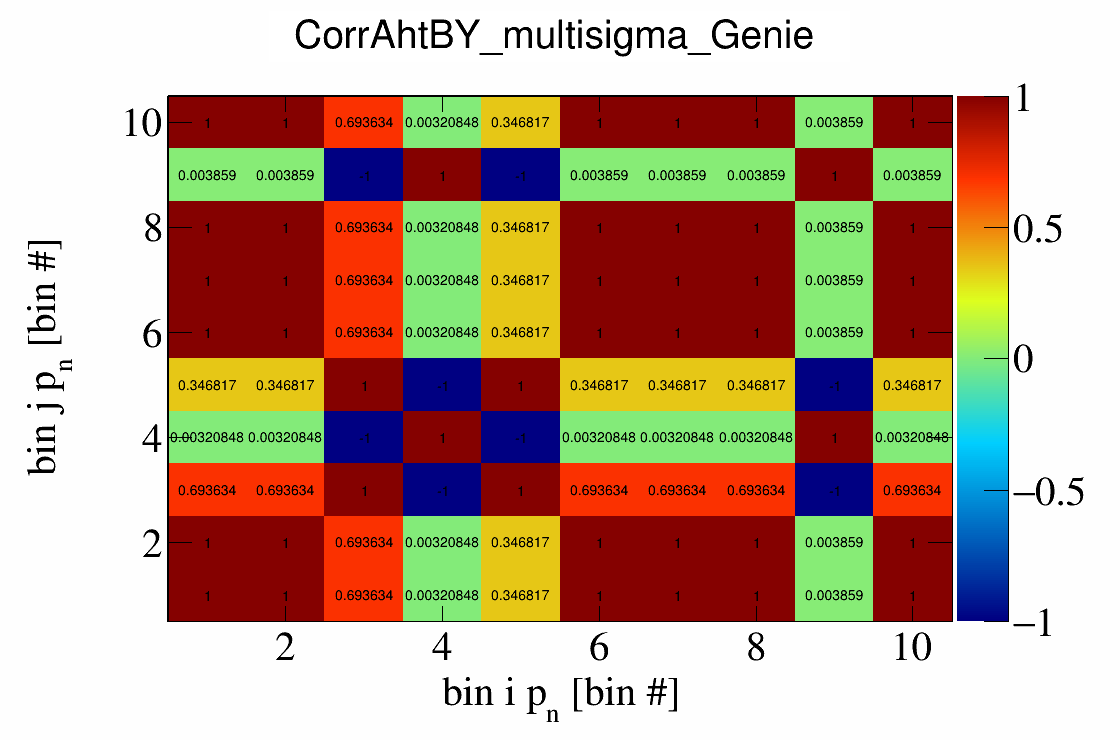 CorrAhtBY_multisigma_Genie
10 1 1 0.693634 0.00320848 0.346817 1 1 1 0.003859 1 1
0.003859 0.003859 -1 1 -1 0.003859 0.003859 0.003859 1 0.003859
8 1 1 0.693634 0.00320848 0.346817 1 1 1 0.003859 1 0.5
1 1 0.693634 0.00320848 0.346817 1 1 1 0.003859 1
6 1 1 0.693634 0.00320848 0.346817 1 1 1 0.003859 1 0
0.346817 0.346817 1 -1 1 0.346817 0.346817 0.346817 -1 0.346817
4 0.00320848 0.00320848 -1 1 -1 0.00320848 0.00320848 0.00320848 1 0.00320848
0.693634 0.693634 1 -1 1 0.693634 0.693634 0.693634 -1 0.693634 −0.5
2 1 1 0.693634 0.00320848 0.346817 1 1 1 0.003859 1
1 1 0.693634 0.00320848 0.346817 1 1 1 0.003859 1 −1
2 4 6 8 10
bin i pn [bin #]
bin j pn [bin #]